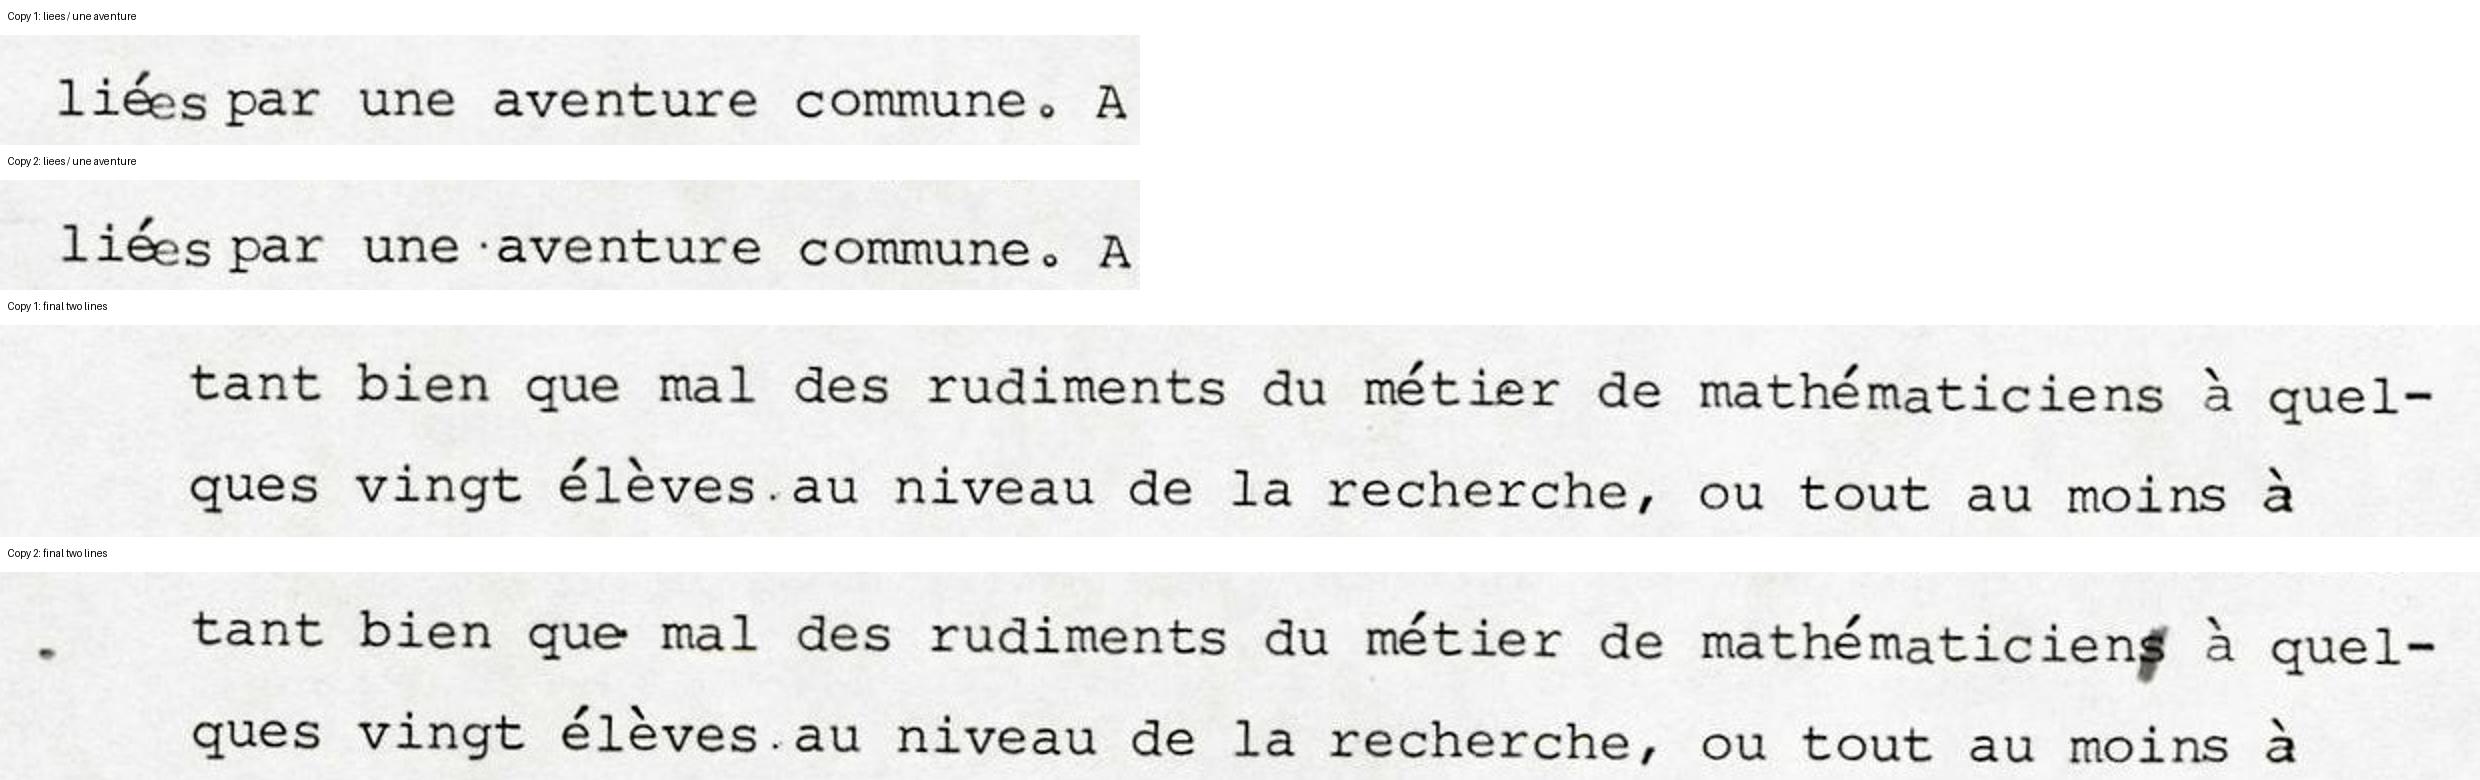 Copy 1: liees / une aventure
liées par une aventure commune. A
Copy 2: liees / une aventure
liées par une ·aventure commune. A
Copy 1: final two lines
tant bien que mal des rudiments du métier de mathématiciens à quel-
ques vingt élèves.au niveau de la recherche, ou tout au moins à
Copy 2: final two lines
tant bien que mal des rudiments du métier de mathématiciens à quel-
ques vingt élèves.au niveau de la recherche, ou tout au moins à